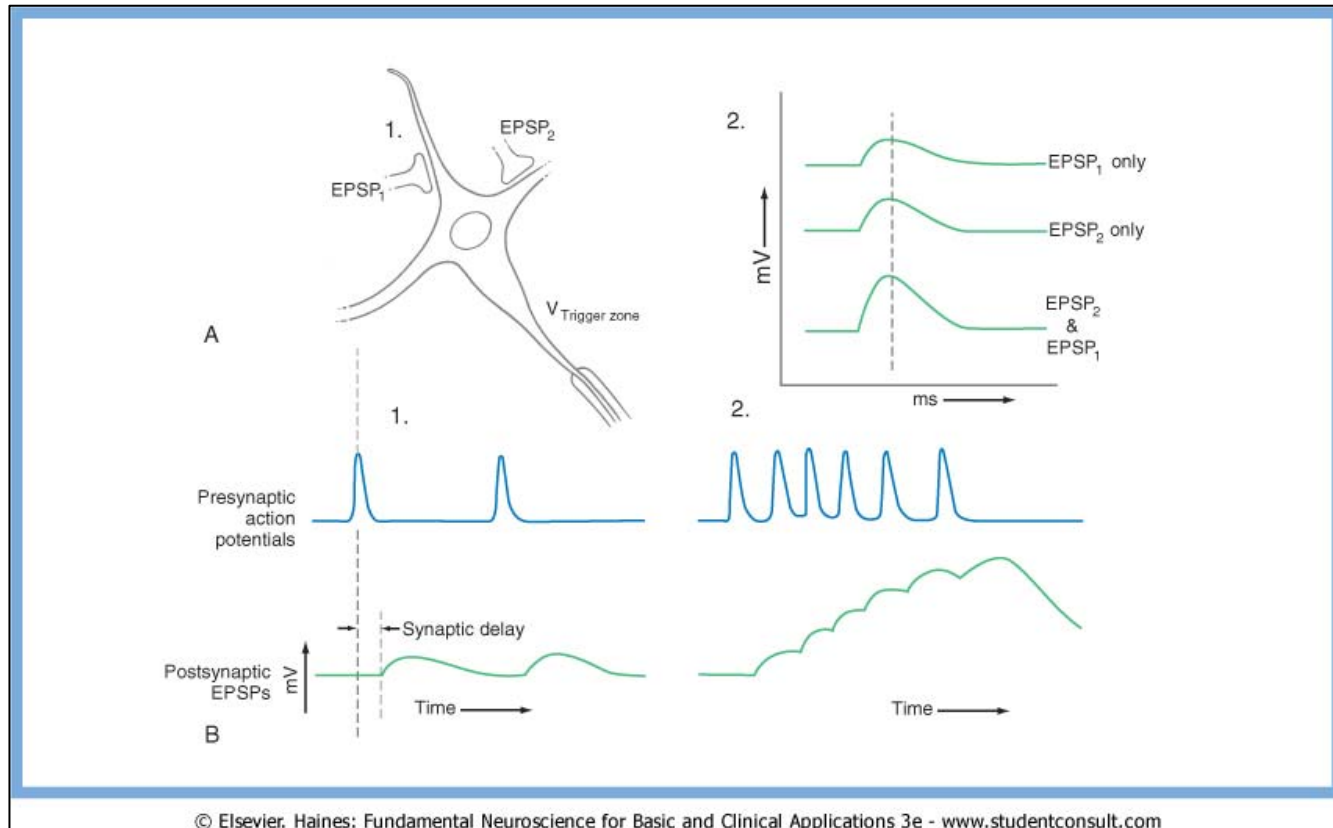 1.
EPSP2
EPSP1
V Trigger zone
A
2.
EPSP1 only
EPSP2 only
EPSP2
&
EPSP1
mV
ms
1.
2.
Presynaptic
action
potentials
Synaptic delay
Postsynaptic
EPSPs
mV
Time
Time
B
© Elsevier. Haines: Fundamental Neuroscience for Basic and Clinical Applications 3e - www.studentconsult.com